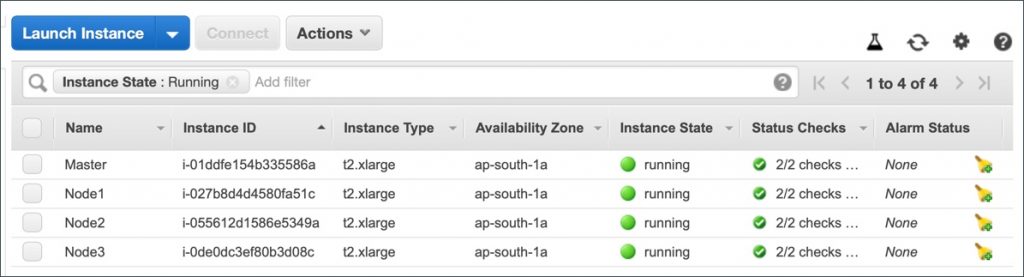 Launch Instance Connect Actions
Instance State : Running Add filter 1 to 4 of 4
Name Instance ID Instance Type Availability Zone Instance State Status Checks Alarm Status
Master i-01ddfe154b335586a t2.xlarge ap-south-1a running 2/2 checks ... None
Node1 i-027b8d4d4580fa51c t2.xlarge ap-south-1a running 2/2 checks ... None
Node2 i-055612d1586e5349a t2.xlarge ap-south-1a running 2/2 checks ... None
Node3 i-0de0dc3ef80b3d08c t2.xlarge ap-south-1a running 2/2 checks ... None